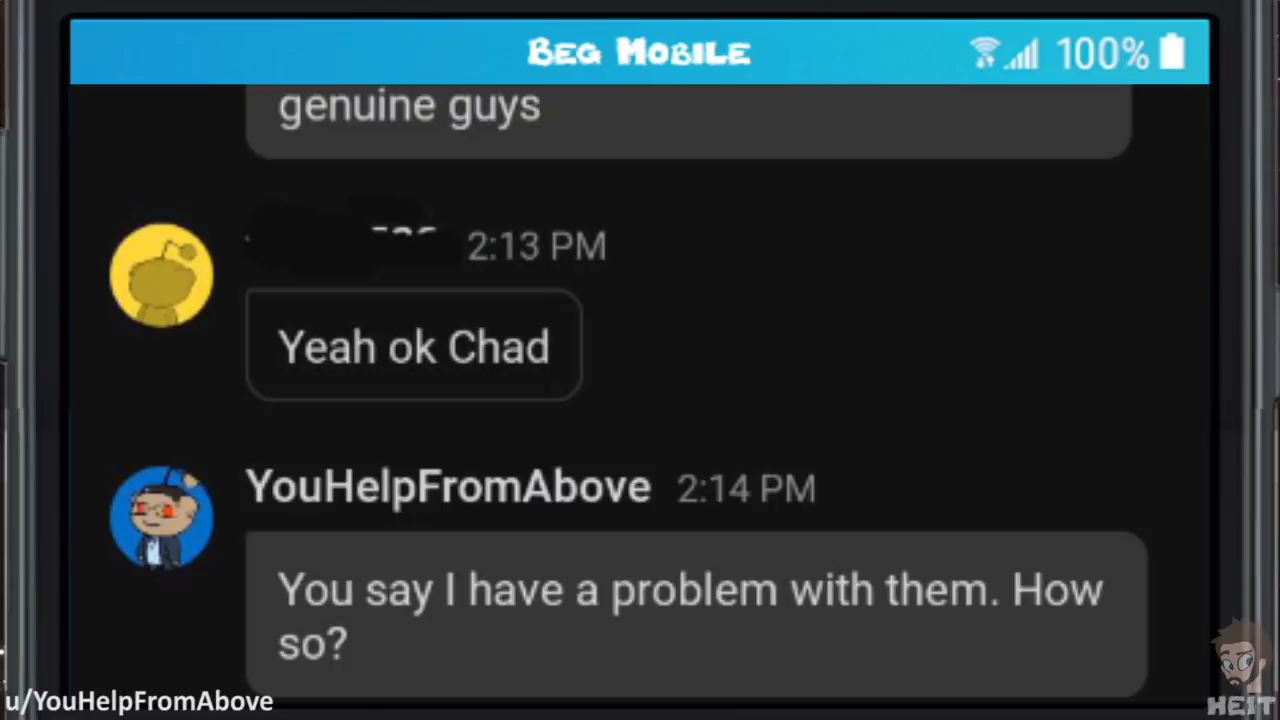 Beg Mobile
100%
genuine guys
2:13 PM
Yeah ok Chad
YouHelpFromAbove 2:14 PM
You say I have a problem with them. How
so?
u/YouHelpFromAbove
HEIT